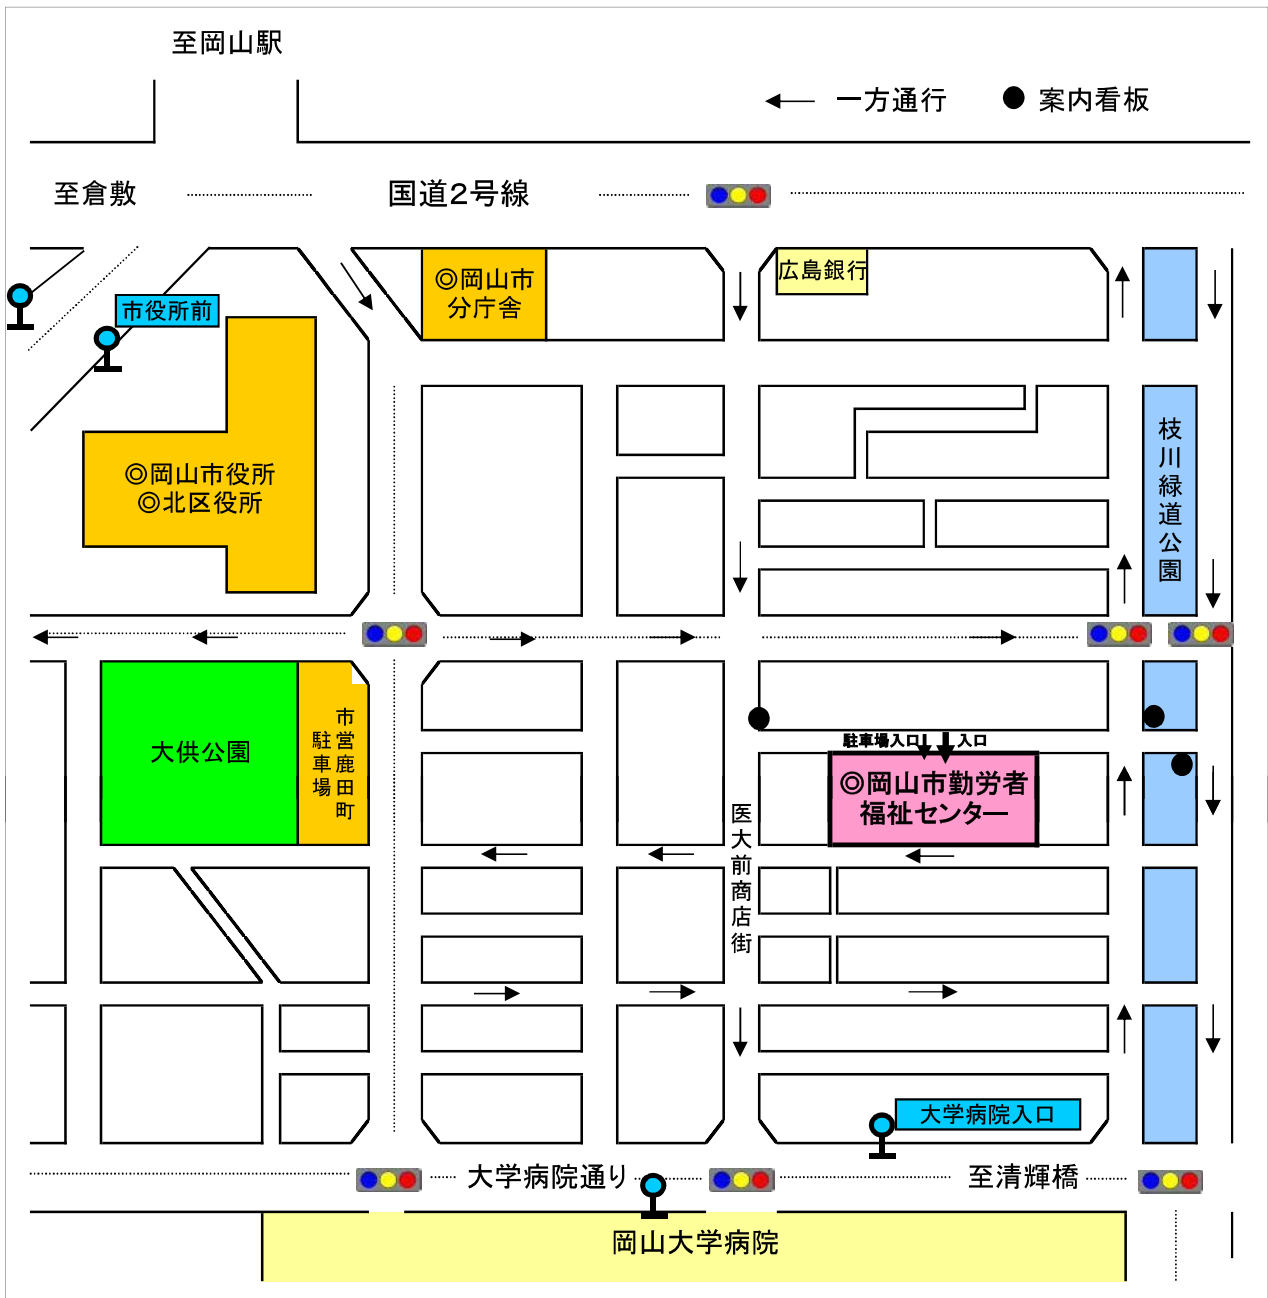 至岡山駅
一方通行
案内看板
至倉敷
国道2号線
◎岡山市
分庁舎
広島銀行
市役所前
◎岡山市役所
◎北区役所
枝川緑道公園
大供公園
市営鹿田町
駐車場
駐車場入口
入口
◎岡山市勤労者
福祉センター
医大前商店街
大学病院入口
大学病院通り
至清輝橋
岡山大学病院